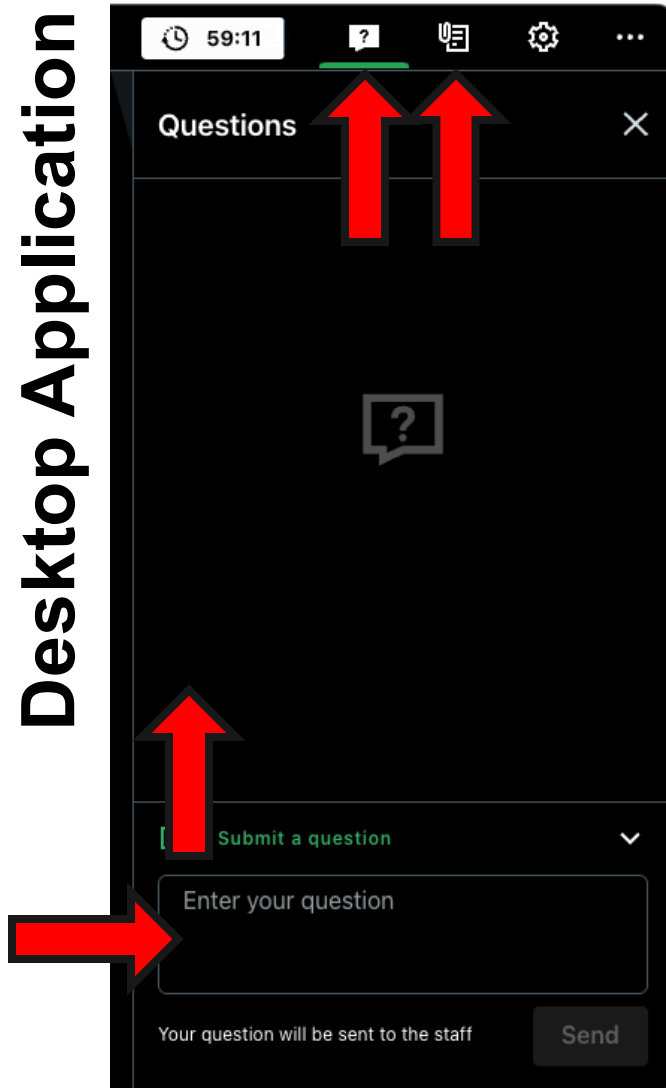 Desktop Application
59:11
Questions
Submit a question
Enter your question
Your question will be sent to the staff
Send